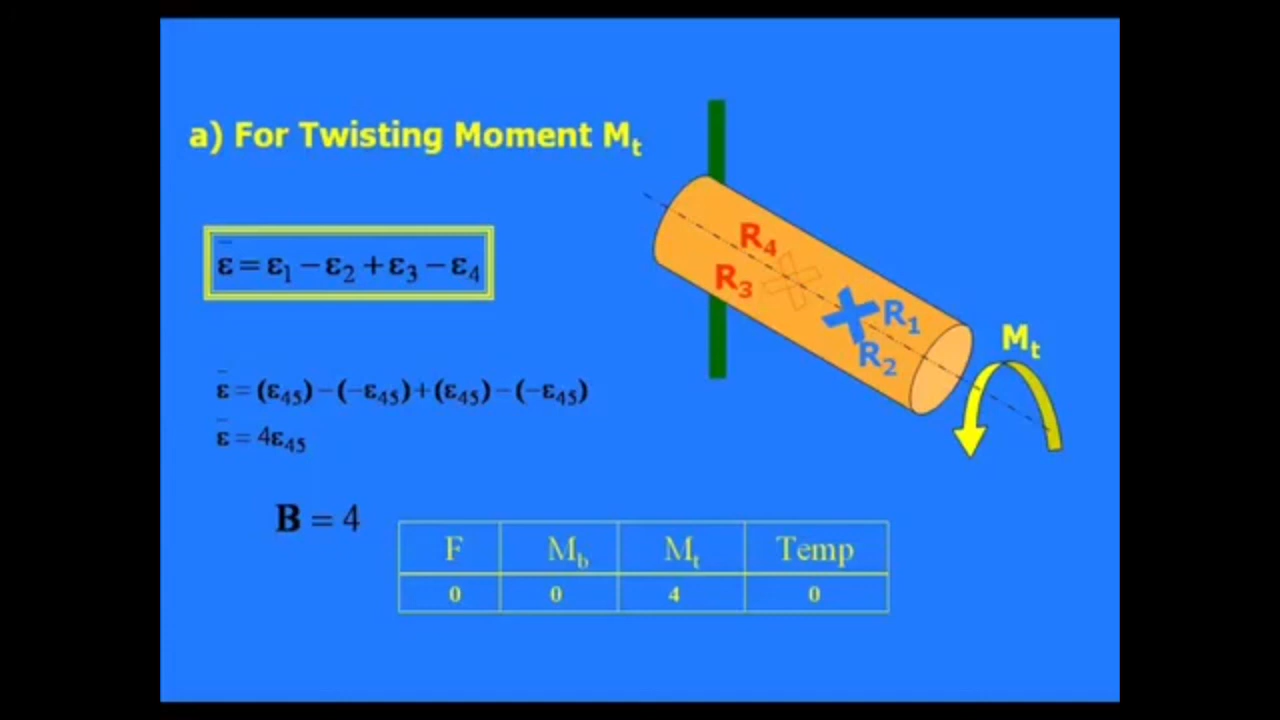 a) For Twisting Moment Mt
ε̄ = ε1 − ε2 + ε3 − ε4
ε̄ = (ε45) − (−ε45) + (ε45) − (−ε45)
ε̄ = 4ε45
B = 4
R4
R3
R1
R2
Mt
F Mb Mt Temp
0 0 4 0